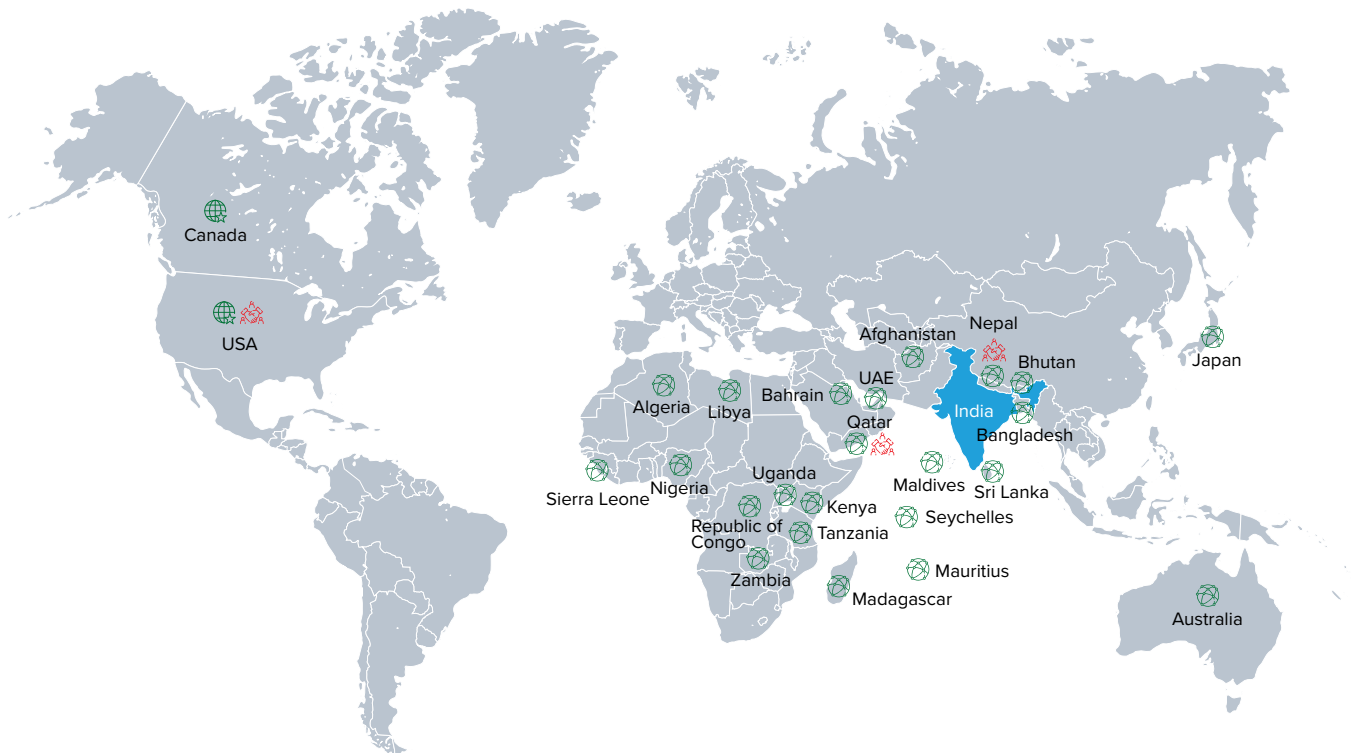 Canada
USA
Nepal
Afghanistan
Bhutan
Japan
UAE
Bahrain
Algeria
Libya
India
Qatar
Bangladesh
Uganda
Maldives
Sri Lanka
Nigeria
Sierra Leone
Kenya
Seychelles
Republic of
Congo
Tanzania
Zambia
Mauritius
Madagascar
Australia